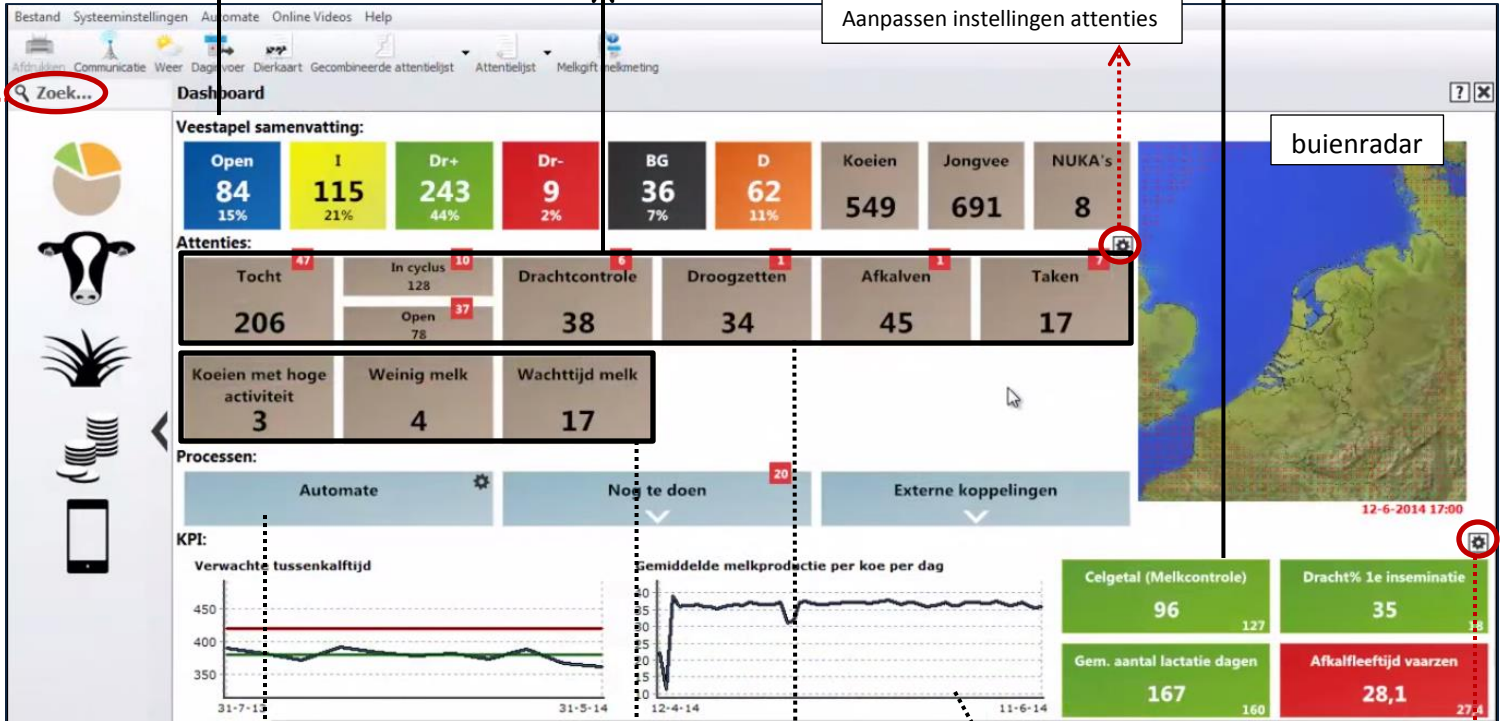 Bestand Systeeminstellingen Automate Online Videos Help
Aanpassen instellingen attenties
Afdrukken Communicatie Weer Daginvoer Dierkaart Gecombineerde attentielijst Attentielijst Melkgift melkmeting
Zoek...
Dashboard
Veestapel samenvatting:
buienradar
Open I Dr+ Dr- BG D Koeien Jongvee NUKA's
84 115 243 9 36 62 549 691 8
15% 21% 44% 2% 7% 11%
Attenties:
47 10 6 1 1 7
Tocht In cyclus Drachtcontrole Droogzetten Afkalven Taken
128
37
Open
206 78 38 34 45 17
Koeien met hoge activiteit Weinig melk Wachttijd melk
3 4 17
Processen:
20
Automate Nog te doen Externe koppelingen
12-6-2014 17:00
KPI:
Verwachte tussenkalftijd
450
400
350
31-7-13 31-5-14
Gemiddelde melkproductie per koe per dag
40
35
30
25
20
15
10
12-4-14 11-6-14
Celgetal (Melkcontrole)
96
127
Dracht% 1e inseminatie
35
Gem. aantal lactatie dagen
167
160
Afkalfleeftijd vaarzen
28,1
27,4